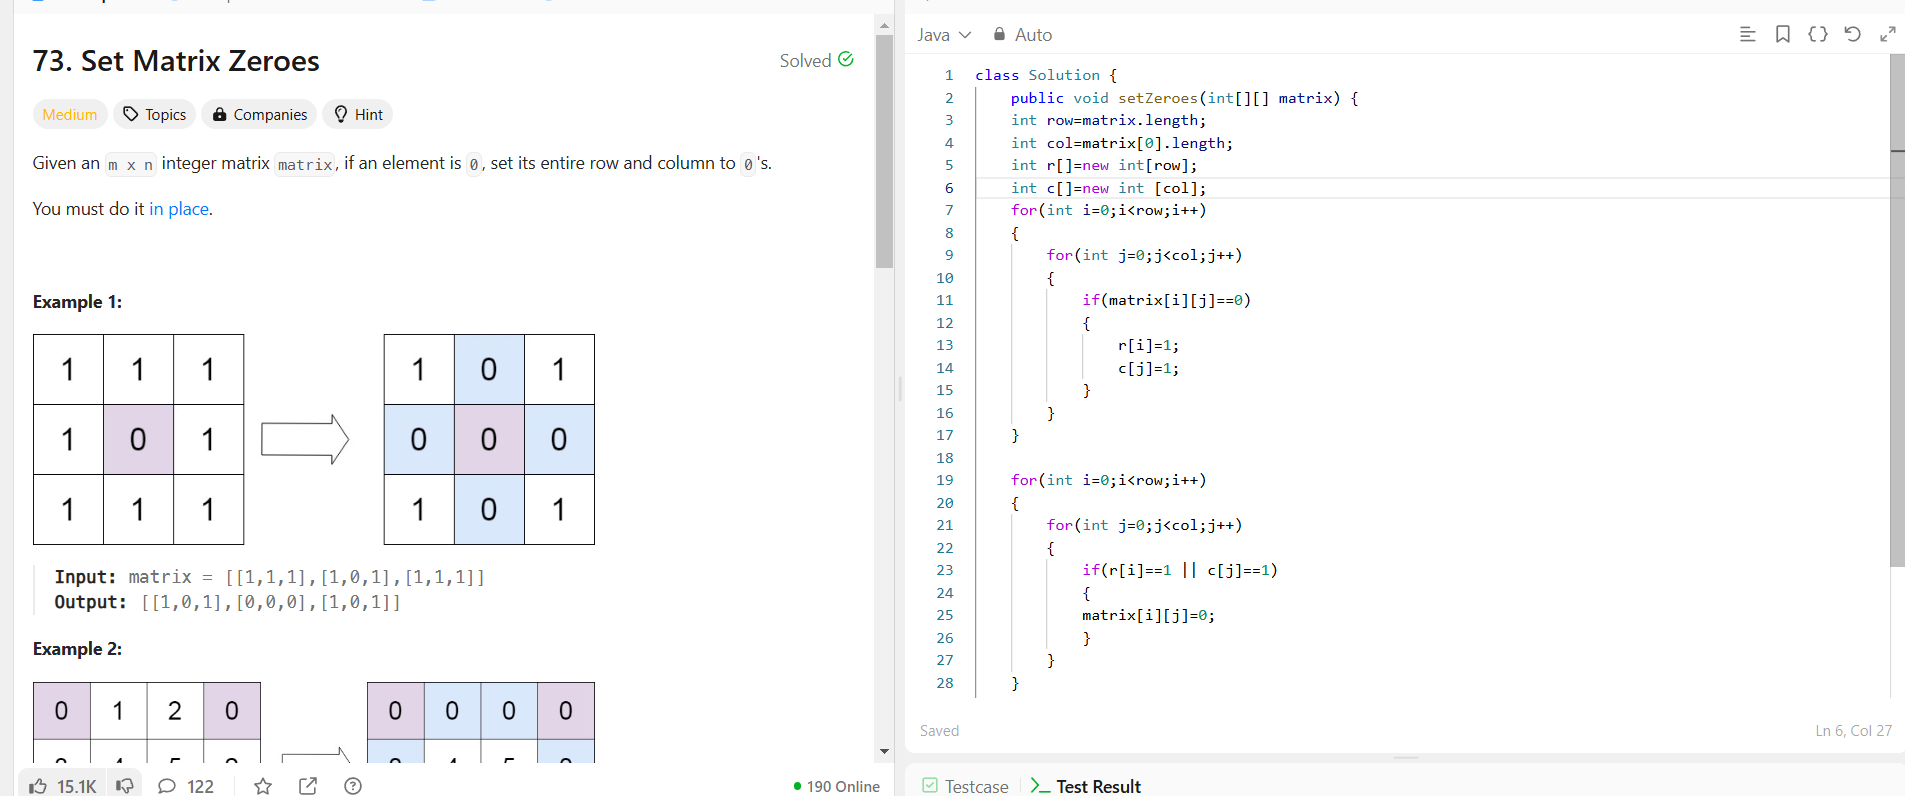 73. Set Matrix Zeroes
Solved
Medium
Topics
Companies
Hint
Given an m x n integer matrix matrix, if an element is 0, set its entire row and column to 0's.
You must do it in place.
Example 1:
1 1 1
1 0 1
1 1 1
1 0 1
0 0 0
1 0 1
Input: matrix = [[1,1,1],[1,0,1],[1,1,1]]
Output: [[1,0,1],[0,0,0],[1,0,1]]
Example 2:
0 1 2 0
0 0 0 0
15.1K
122
190 Online
Java
Auto
1 class Solution {
2 public void setZeroes(int[][] matrix) {
3 int row=matrix.length;
4 int col=matrix[0].length;
5 int r[]=new int[row];
6 int c[]=new int [col];
7 for(int i=0;i<row;i++)
8 {
9 for(int j=0;j<col;j++)
10 {
11 if(matrix[i][j]==0)
12 {
13 r[i]=1;
14 c[j]=1;
15 }
16 }
17 }
18
19 for(int i=0;i<row;i++)
20 {
21 for(int j=0;j<col;j++)
22 {
23 if(r[i]==1 || c[j]==1)
24 {
25 matrix[i][j]=0;
26 }
27 }
28 }
Saved
Ln 6, Col 27
Testcase
Test Result